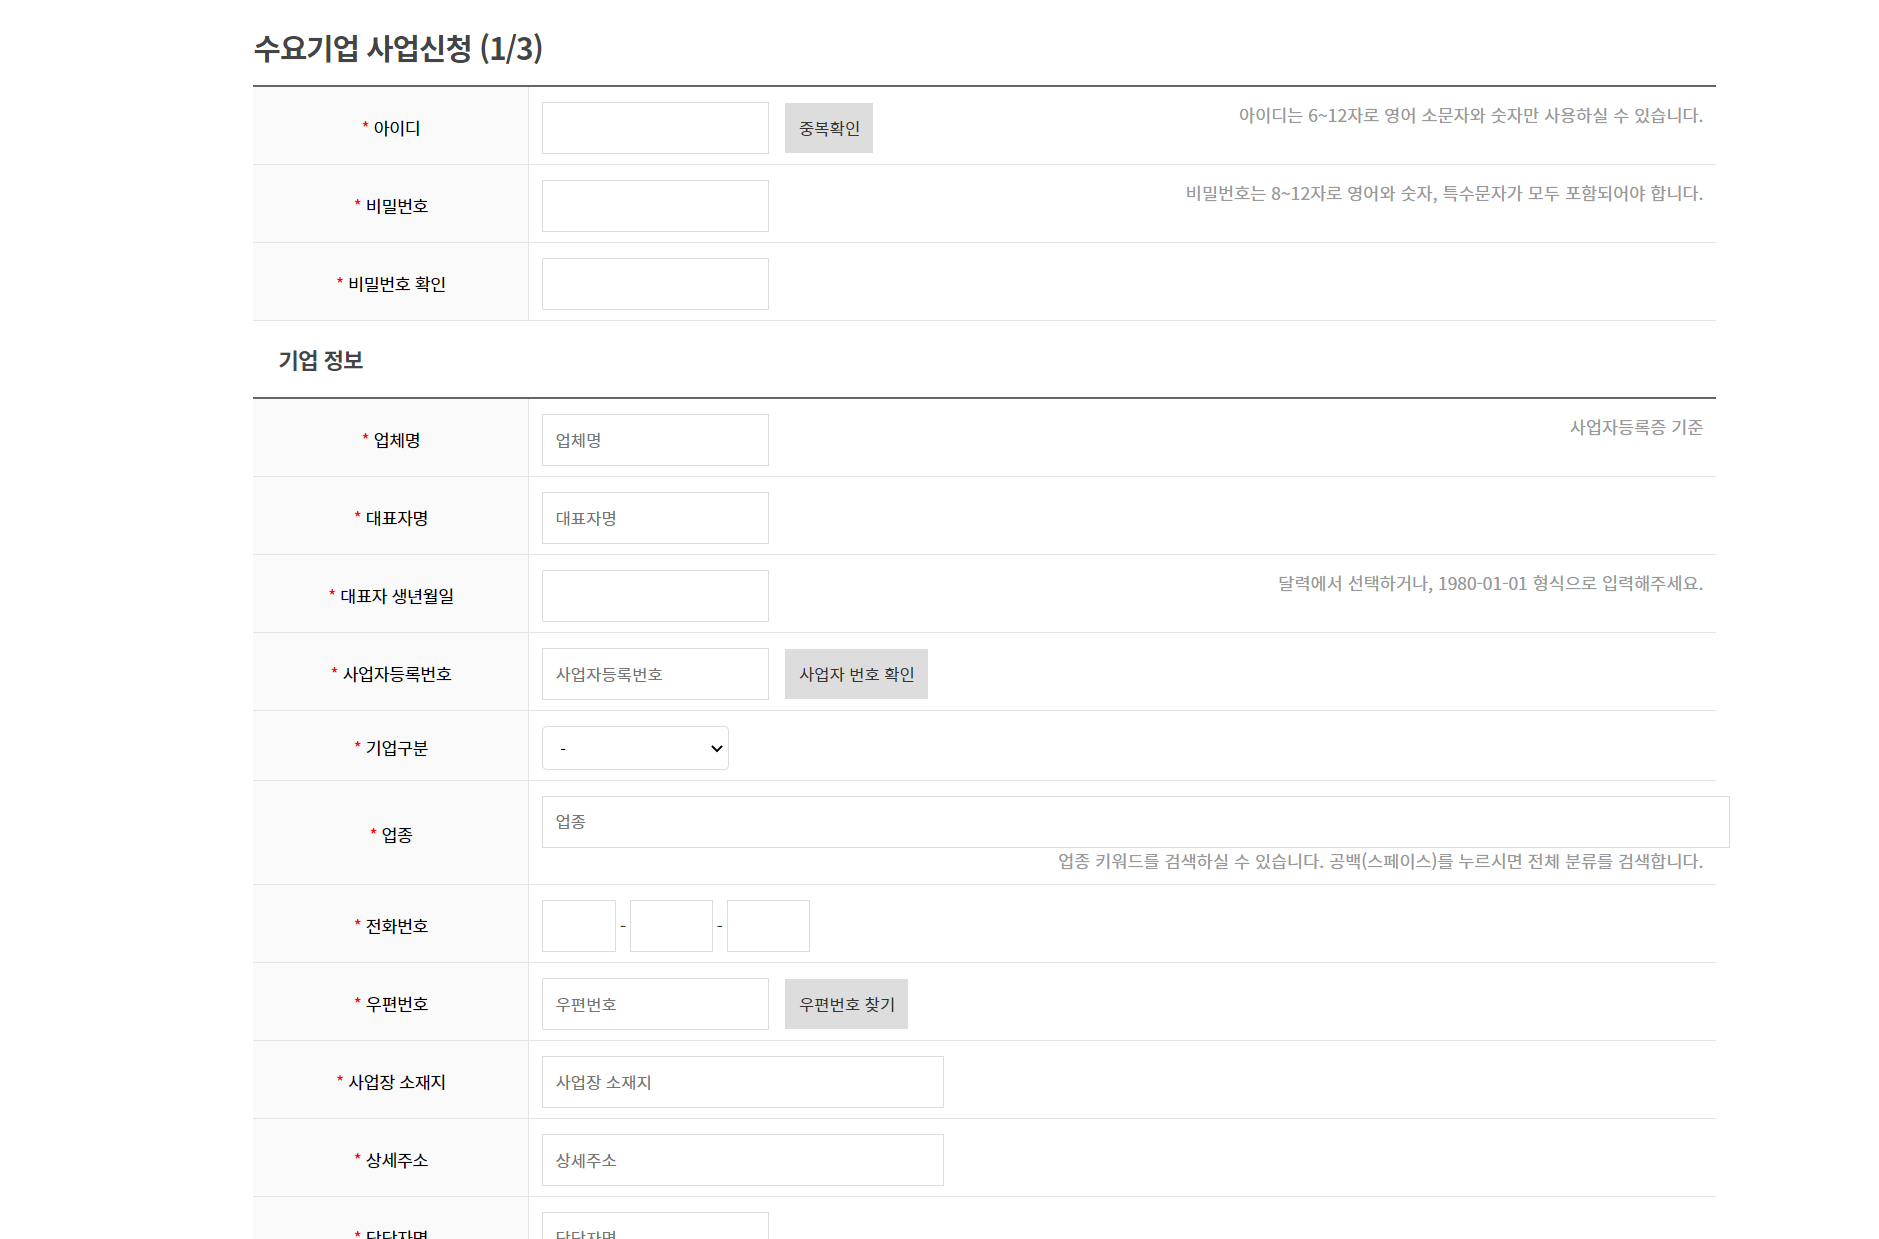 수요기업 사업신청 (1/3)
* 아이디
중복확인
아이디는 6~12자로 영어 소문자와 숫자만 사용하실 수 있습니다.
* 비밀번호
비밀번호는 8~12자로 영어와 숫자, 특수문자가 모두 포함되어야 합니다.
* 비밀번호 확인
기업 정보
* 업체명
업체명
사업자등록증 기준
* 대표자명
대표자명
* 대표자 생년월일
달력에서 선택하거나, 1980-01-01 형식으로 입력해주세요.
* 사업자등록번호
사업자등록번호
사업자 번호 확인
* 기업구분
-
* 업종
업종
업종 키워드를 검색하실 수 있습니다. 공백(스페이스)를 누르시면 전체 분류를 검색합니다.
* 전화번호
- -
* 우편번호
우편번호
우편번호 찾기
* 사업장 소재지
사업장 소재지
* 상세주소
상세주소
* 담당자명
담당자명